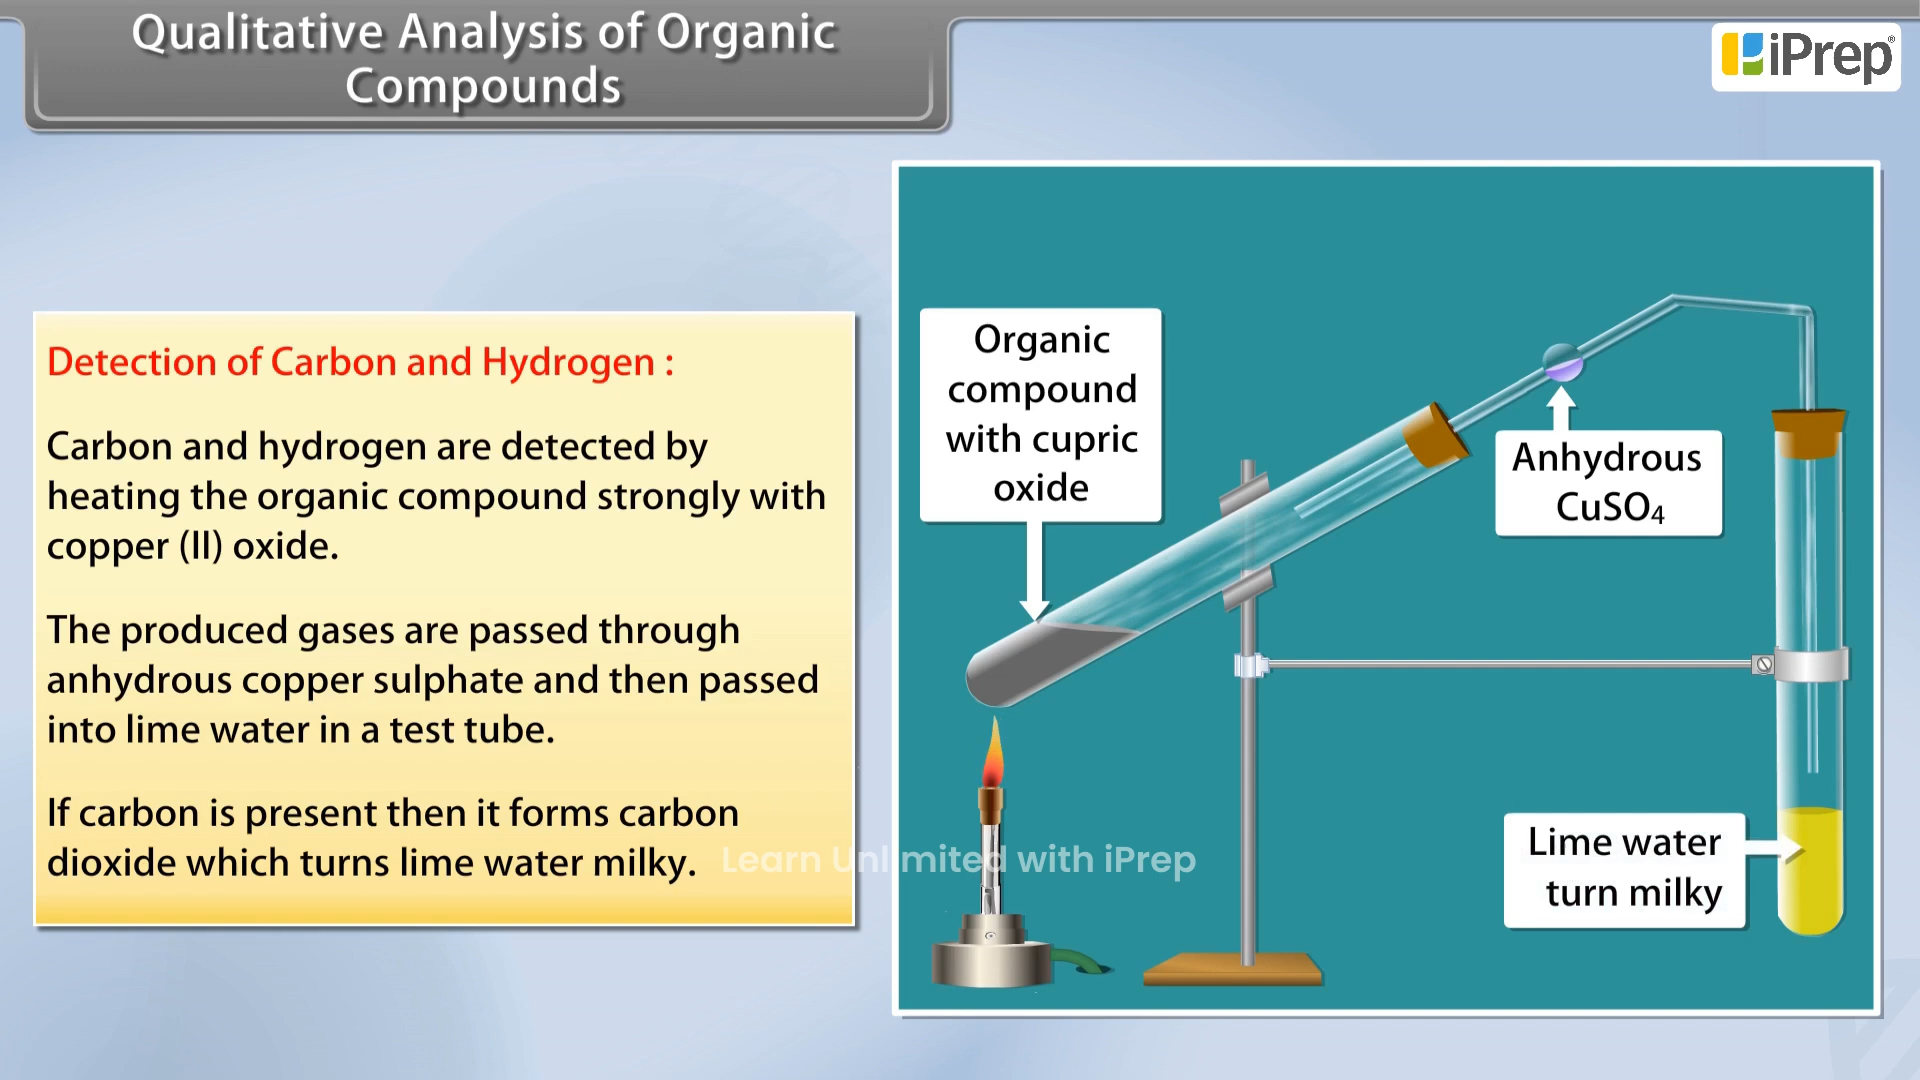 Qualitative Analysis of Organic
Compounds
iPrep®
Detection of Carbon and Hydrogen :
Carbon and hydrogen are detected by
heating the organic compound strongly with
copper (II) oxide.
The produced gases are passed through
anhydrous copper sulphate and then passed
into lime water in a test tube.
If carbon is present then it forms carbon
dioxide which turns lime water milky.
Organic
compound
with cupric
oxide
Anhydrous
CuSO₄
Lime water
turn milky
Learn Unlimited with iPrep